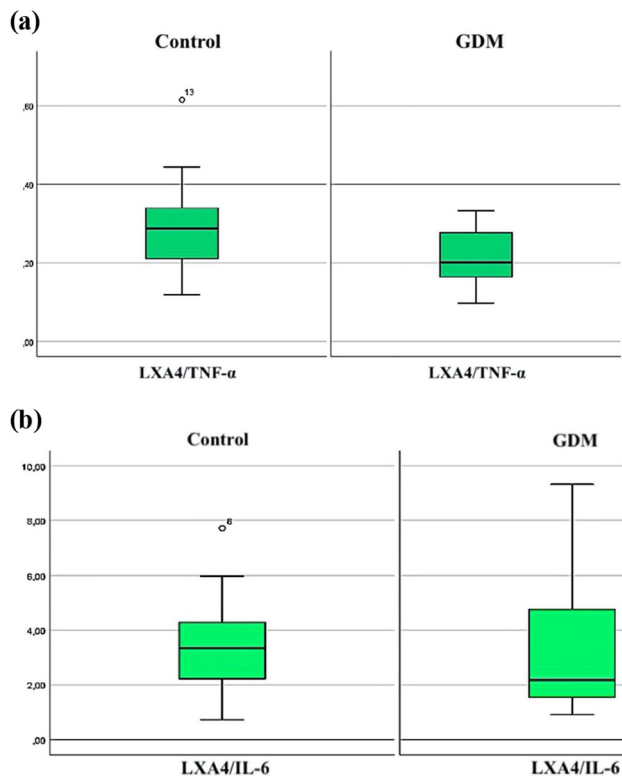 (a)
Control GDM
13
,60
,40
,20
,00
LXA4/TNF-α LXA4/TNF-α
(b)
Control GDM
10,00
8
8,00
6,00
4,00
2,00
,00
LXA4/IL-6 LXA4/IL-6